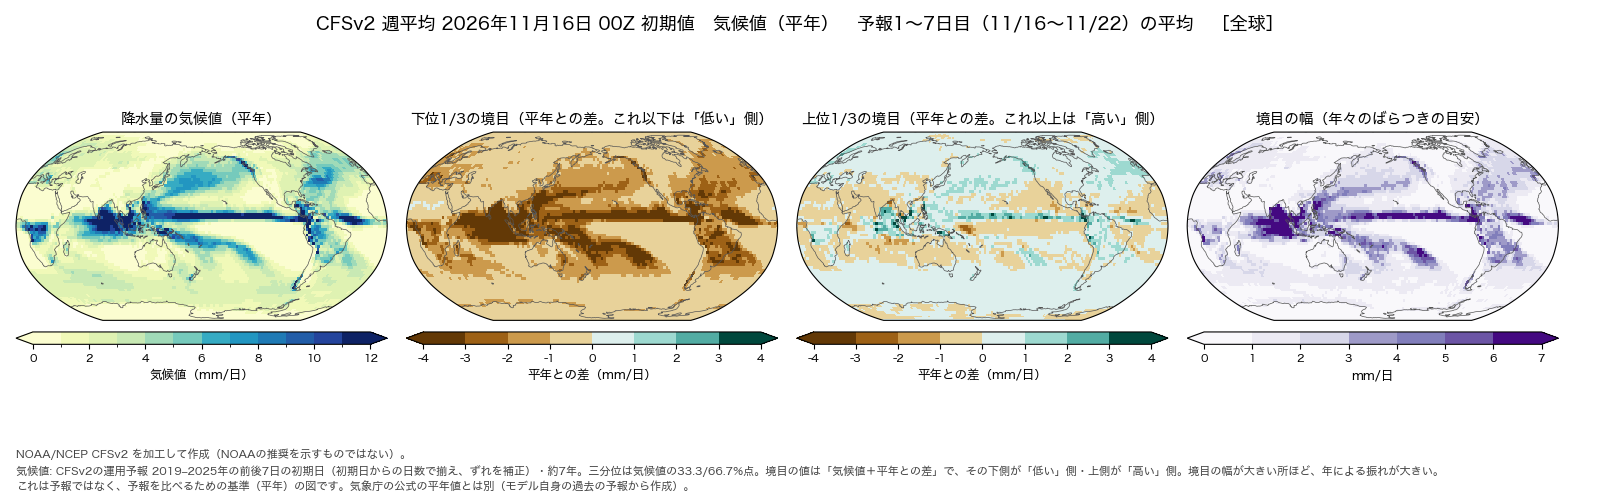 CFSv2 週平均 2026年11月16日 00Z 初期値　気候値（平年）　予報1～7日目（11/16～11/22）の平均　［全球］
降水量の気候値（平年）
下位1/3の境目（平年との差。これ以下は「低い」側）
上位1/3の境目（平年との差。これ以上は「高い」側）
境目の幅（年々のばらつきの目安）
0 2 4 6 8 10 12
-4 -3 -2 -1 0 1 2 3 4
-4 -3 -2 -1 0 1 2 3 4
0 1 2 3 4 5 6 7
気候値（mm/日）
平年との差（mm/日）
平年との差（mm/日）
mm/日
NOAA/NCEP CFSv2 を加工して作成（NOAAの推奨を示すものではない）。
気候値: CFSv2の運用予報 2019–2025年の前後7日の初期日（初期日からの日数で揃え、ずれを補正）・約7年。三分位は気候値の33.3/66.7%点。境目の値は「気候値＋平年との差」で、その下側が「低い」側・上側が「高い」側。境目の幅が大きい所ほど、年による振れが大きい。
これは予報ではなく、予報を比べるための基準（平年）の図です。気象庁の公式の平年値とは別（モデル自身の過去の予報から作成）。